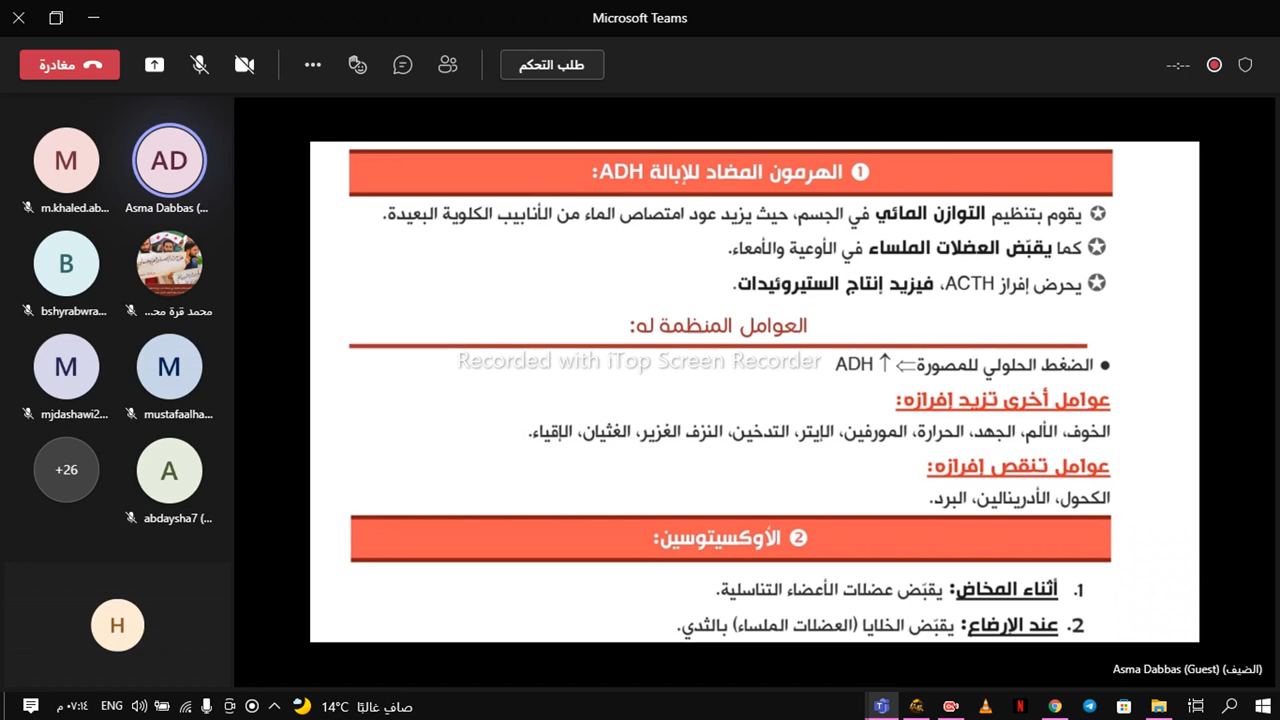 Microsoft Teams
مغادرة
طلب التحكم
--:--
M
m.khaled.ab...
AD
Asma Dabbas (...
B
bshyrabwra...
محمد قرة مح...
M
mjdashawi2...
M
mustafaalha...
+26
A
abdaysha7 (...
H
❶ الهرمون المضاد للإبالة ADH:
✪ يقوم بتنظيم التوازن المائي في الجسم، حيث يزيد عود امتصاص الماء من الأنابيب الكلوية البعيدة.
✪ كما يقبّض العضلات الملساء في الأوعية والأمعاء.
✪ يحرض إفراز ACTH، فيزيد إنتاج الستيروئيدات.
العوامل المنظمة له:
Recorded with iTop Screen Recorder
• الضغط الحلولي للمصورة⇐ ↑ ADH
عوامل أخرى تزيد إفرازه:
الخوف، الألم، الجهد، الحرارة، المورفين، الإيتر، التدخين، النزف الغزير، الغثيان، الإقياء.
عوامل تنقص إفرازه:
الكحول، الأدرينالين، البرد.
❷ الأوكسيتوسين:
1. أثناء المخاض: يقبّض عضلات الأعضاء التناسلية.
2. عند الإرضاع: يقبّض الخلايا (العضلات الملساء) بالثدي.
Asma Dabbas (Guest) (الضيف)
ENG
٠٧:١٤ م
14°C صافٍ غالبًا